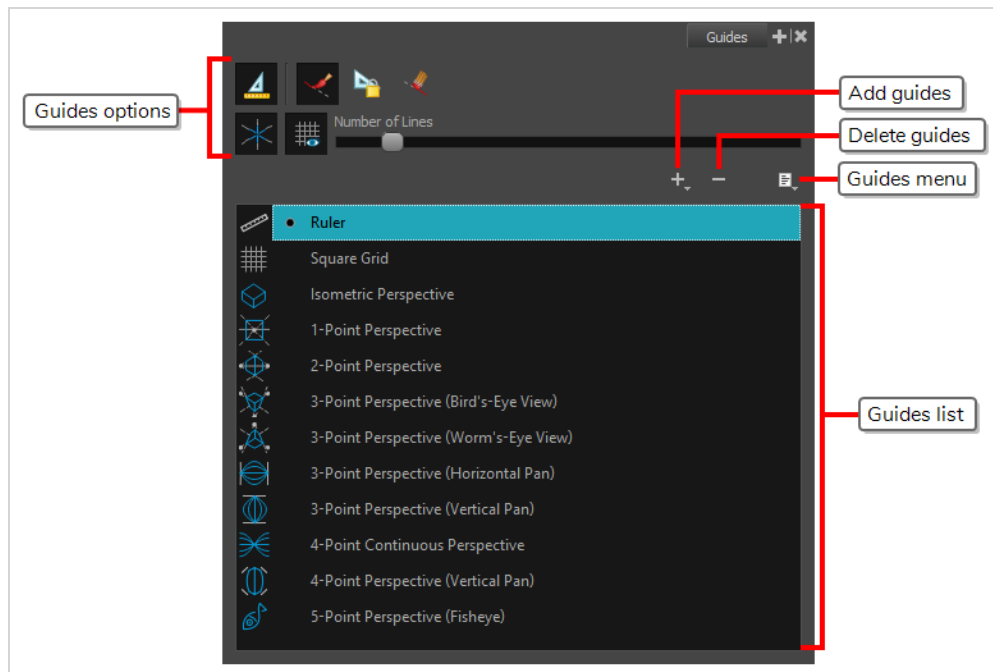 Guides
Guides options
Number of Lines
Add guides
Delete guides
Guides menu
Ruler
Square Grid
Isometric Perspective
1-Point Perspective
2-Point Perspective
3-Point Perspective (Bird's-Eye View)
3-Point Perspective (Worm's-Eye View)
3-Point Perspective (Horizontal Pan)
3-Point Perspective (Vertical Pan)
4-Point Continuous Perspective
4-Point Perspective (Vertical Pan)
5-Point Perspective (Fisheye)
Guides list